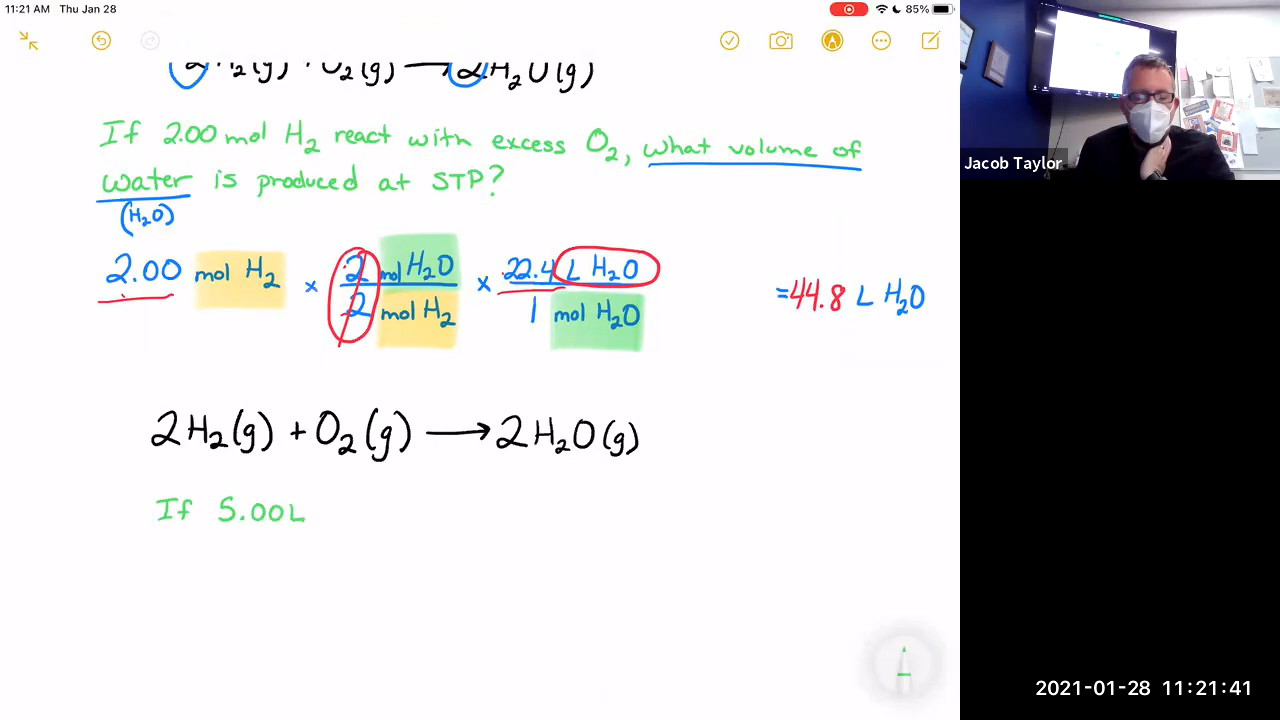 11:21 AM Thu Jan 28
85%
2H₂(g) + O₂(g) → 2H₂O(g)
If 2.00 mol H₂ react with excess O₂, what volume of
water is produced at STP?
(H₂O)
2.00 mol H₂ × 2 mol H₂O / 2 mol H₂ × 22.4 L H₂O / 1 mol H₂O = 44.8 L H₂O
2H₂(g) + O₂(g) → 2H₂O(g)
If 5.00L
Jacob Taylor
2021-01-28 11:21:41